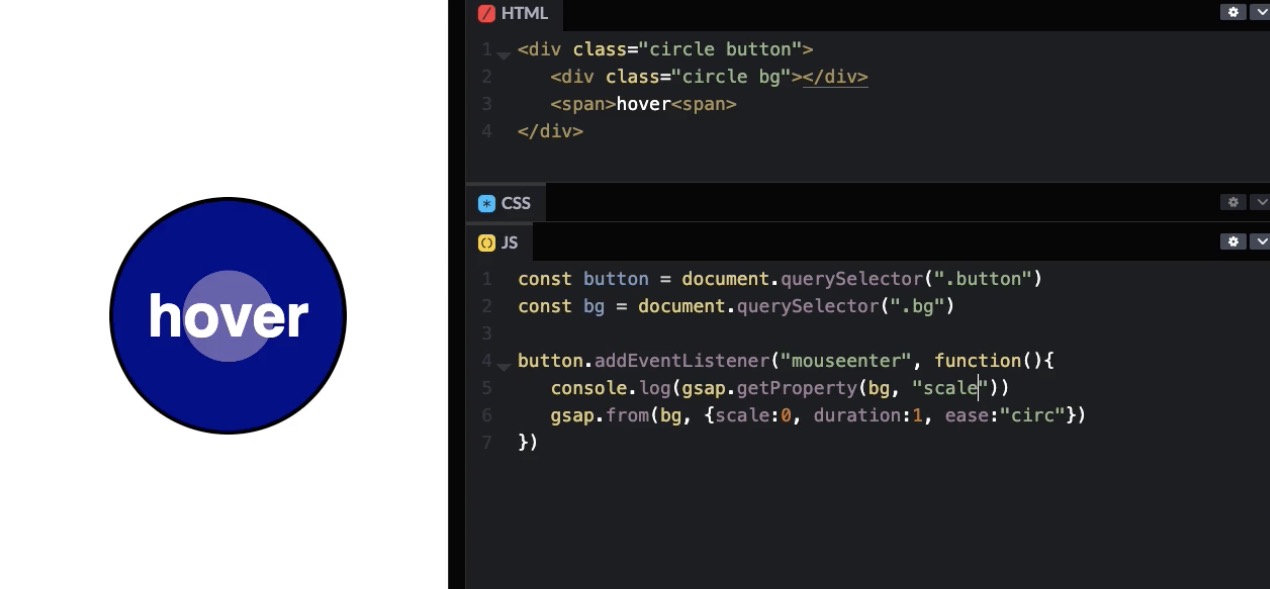 hover
HTML
1 <div class="circle button">
2 <div class="circle bg"></div>
3 <span>hover<span>
4 </div>
CSS
JS
1 const button = document.querySelector(".button")
2 const bg = document.querySelector(".bg")
3
4 button.addEventListener("mouseenter", function(){
5 console.log(gsap.getProperty(bg, "scale"))
6 gsap.from(bg, {scale:0, duration:1, ease:"circ"})
7 })